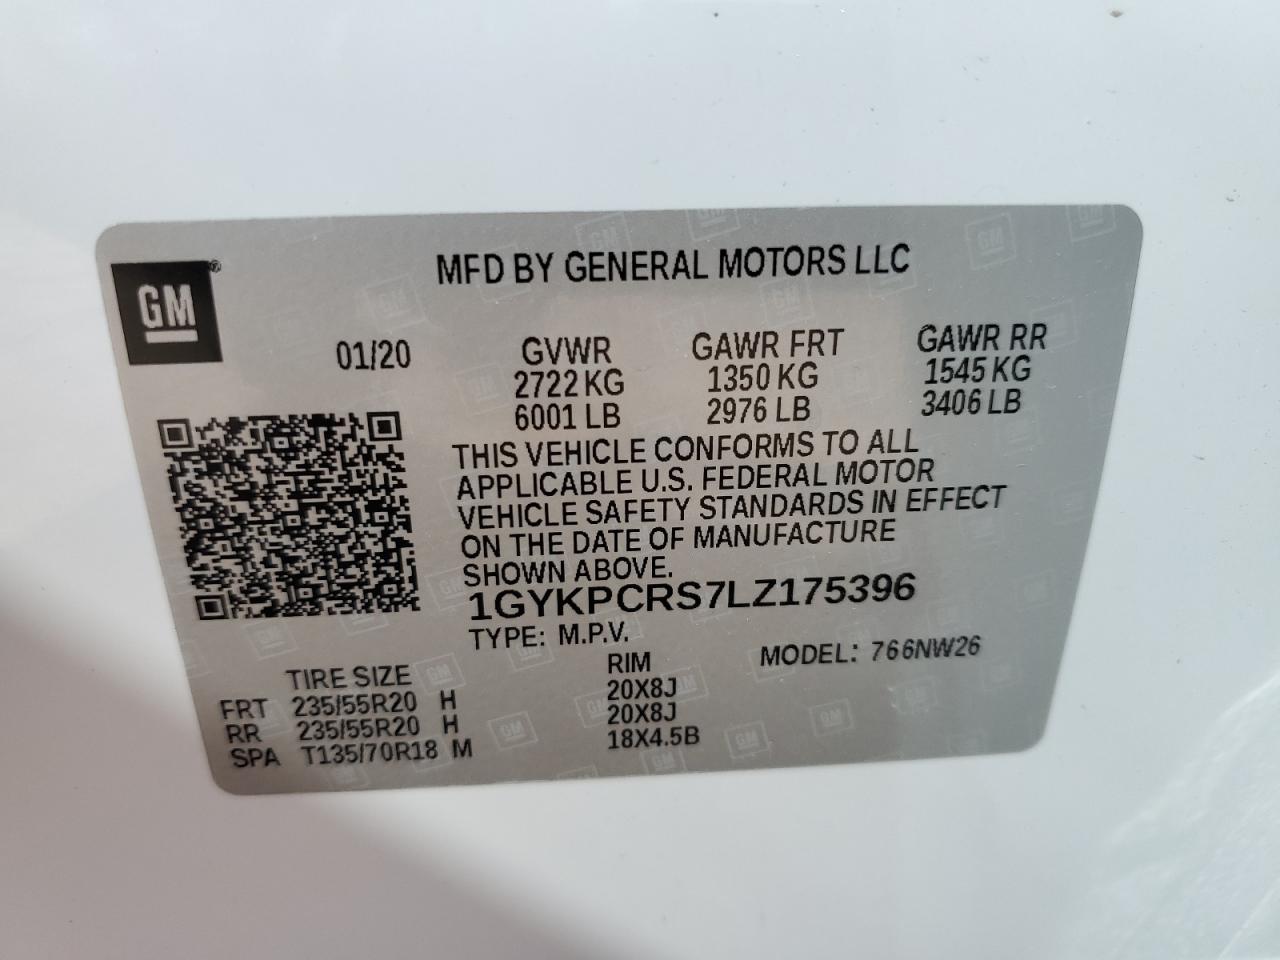 MFD BY GENERAL MOTORS LLC
GM
01/20 GVWR GAWR FRT GAWR RR
2722 KG 1350 KG 1545 KG
6001 LB 2976 LB 3406 LB
THIS VEHICLE CONFORMS TO ALL
APPLICABLE U.S. FEDERAL MOTOR
VEHICLE SAFETY STANDARDS IN EFFECT
ON THE DATE OF MANUFACTURE
SHOWN ABOVE.
1GYKPCRS7LZ175396
TYPE: M.P.V. MODEL: 766NW26
TIRE SIZE RIM
FRT 235/55R20 H 20X8J
RR 235/55R20 H 20X8J
SPA T135/70R18 M 18X4.5B